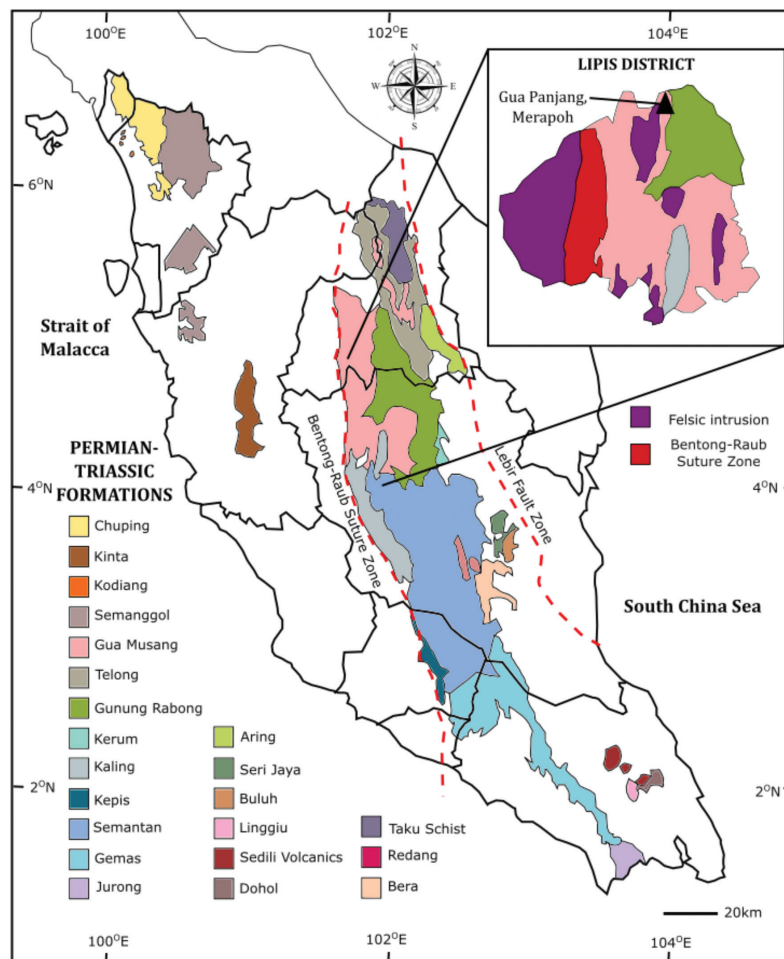 100°E
102°E
104°E
N
W
E
S
LIPIS DISTRICT
Gua Panjang,
Merapoh
6°N
Strait of
Malacca
Felsic intrusion
Bentong-Raub
Suture Zone
PERMIAN-
TRIASSIC
FORMATIONS
Bentong-Raub Suture Zone
Lebir Fault Zone
4°N
4°N
South China Sea
Chuping
Kinta
Kodiang
Semanggol
Gua Musang
Telong
Gunung Rabong
Kerum
Kaling
Kepis
Semantan
Gemas
Jurong
Aring
Seri Jaya
Buluh
Linggiu
Sedili Volcanics
Dohol
Taku Schist
Redang
Bera
2°N
2°N
20km
100°E
102°E
104°E